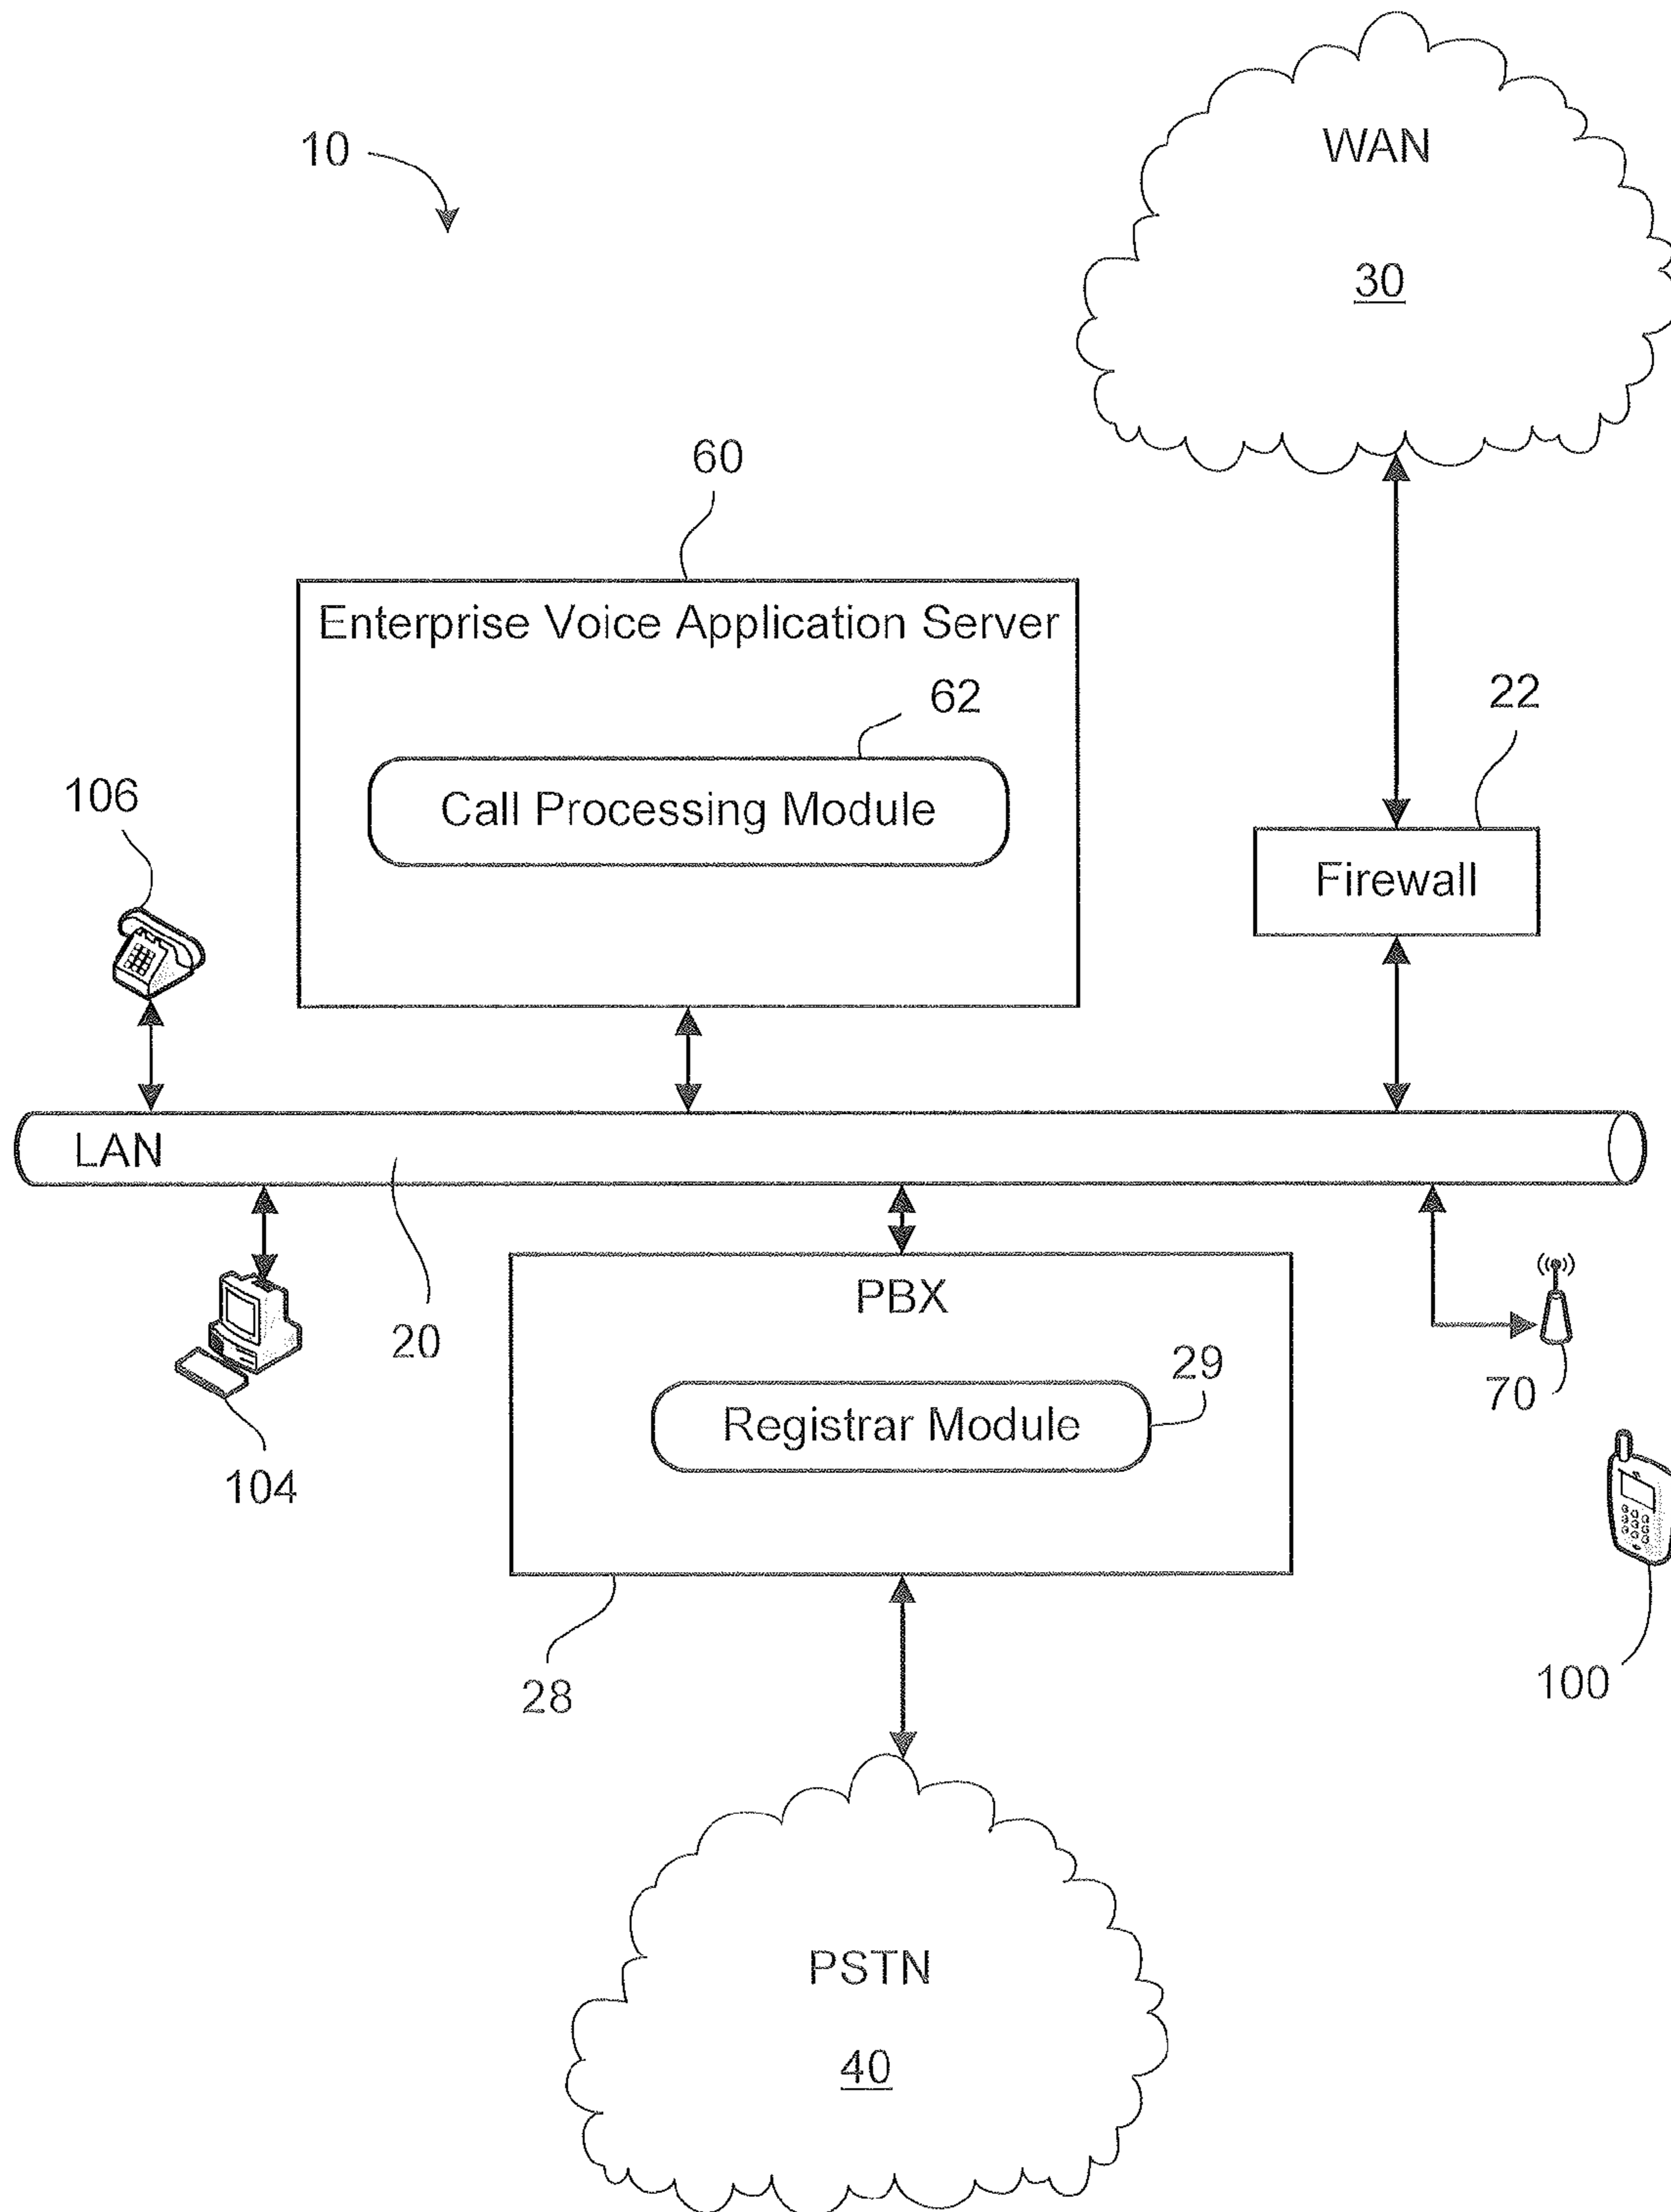 WAN
10
30
60
Enterprise Voice Application Server
22
62
106
Call Processing Module
Firewall
LAN
PBX
20
29
70
Registrar Module
104
100
28
PSTN
40